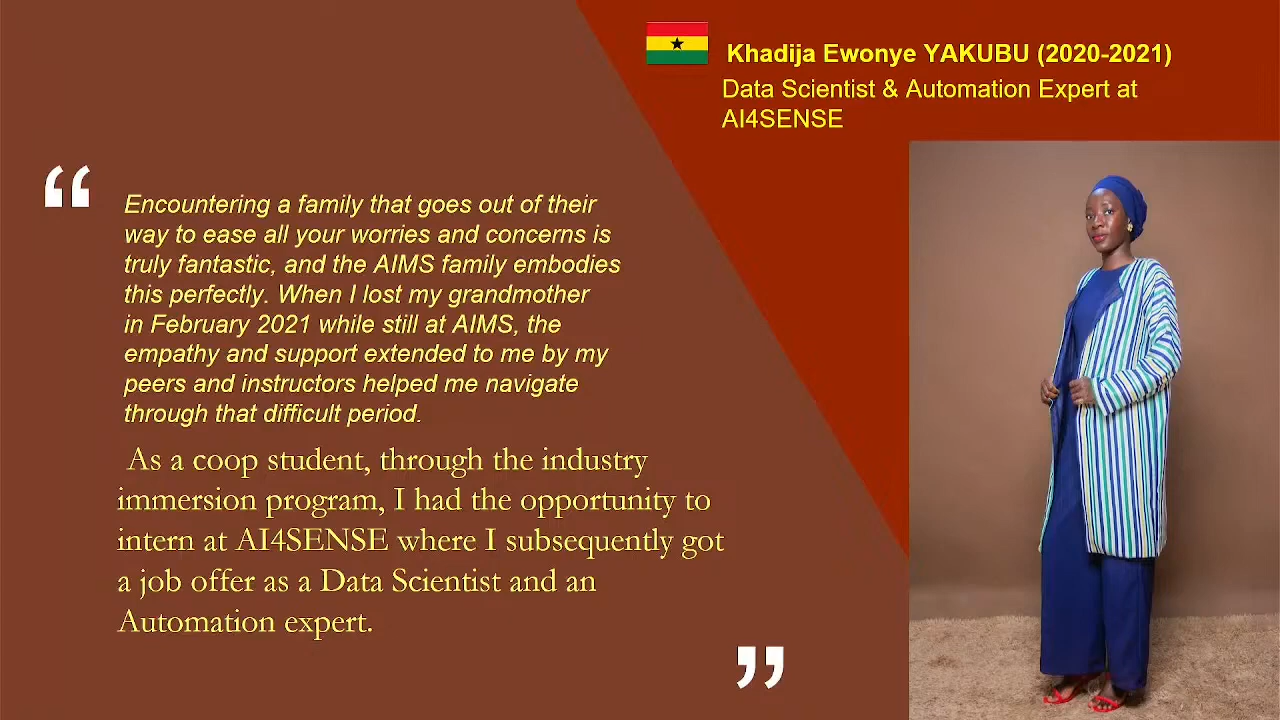 Khadija Ewonye YAKUBU (2020-2021)
Data Scientist & Automation Expert at
AI4SENSE
“
Encountering a family that goes out of their
way to ease all your worries and concerns is
truly fantastic, and the AIMS family embodies
this perfectly. When I lost my grandmother
in February 2021 while still at AIMS, the
empathy and support extended to me by my
peers and instructors helped me navigate
through that difficult period.
As a coop student, through the industry
immersion program, I had the opportunity to
intern at AI4SENSE where I subsequently got
a job offer as a Data Scientist and an
Automation expert.
”